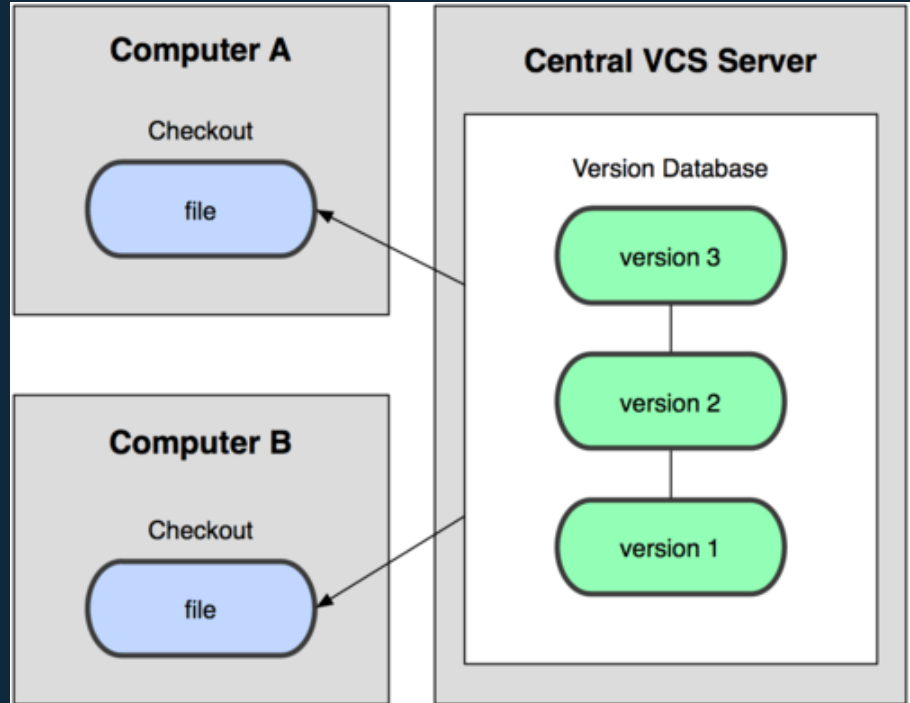 Computer A
Checkout
file
Computer B
Checkout
file
Central VCS Server
Version Database
version 3
version 2
version 1